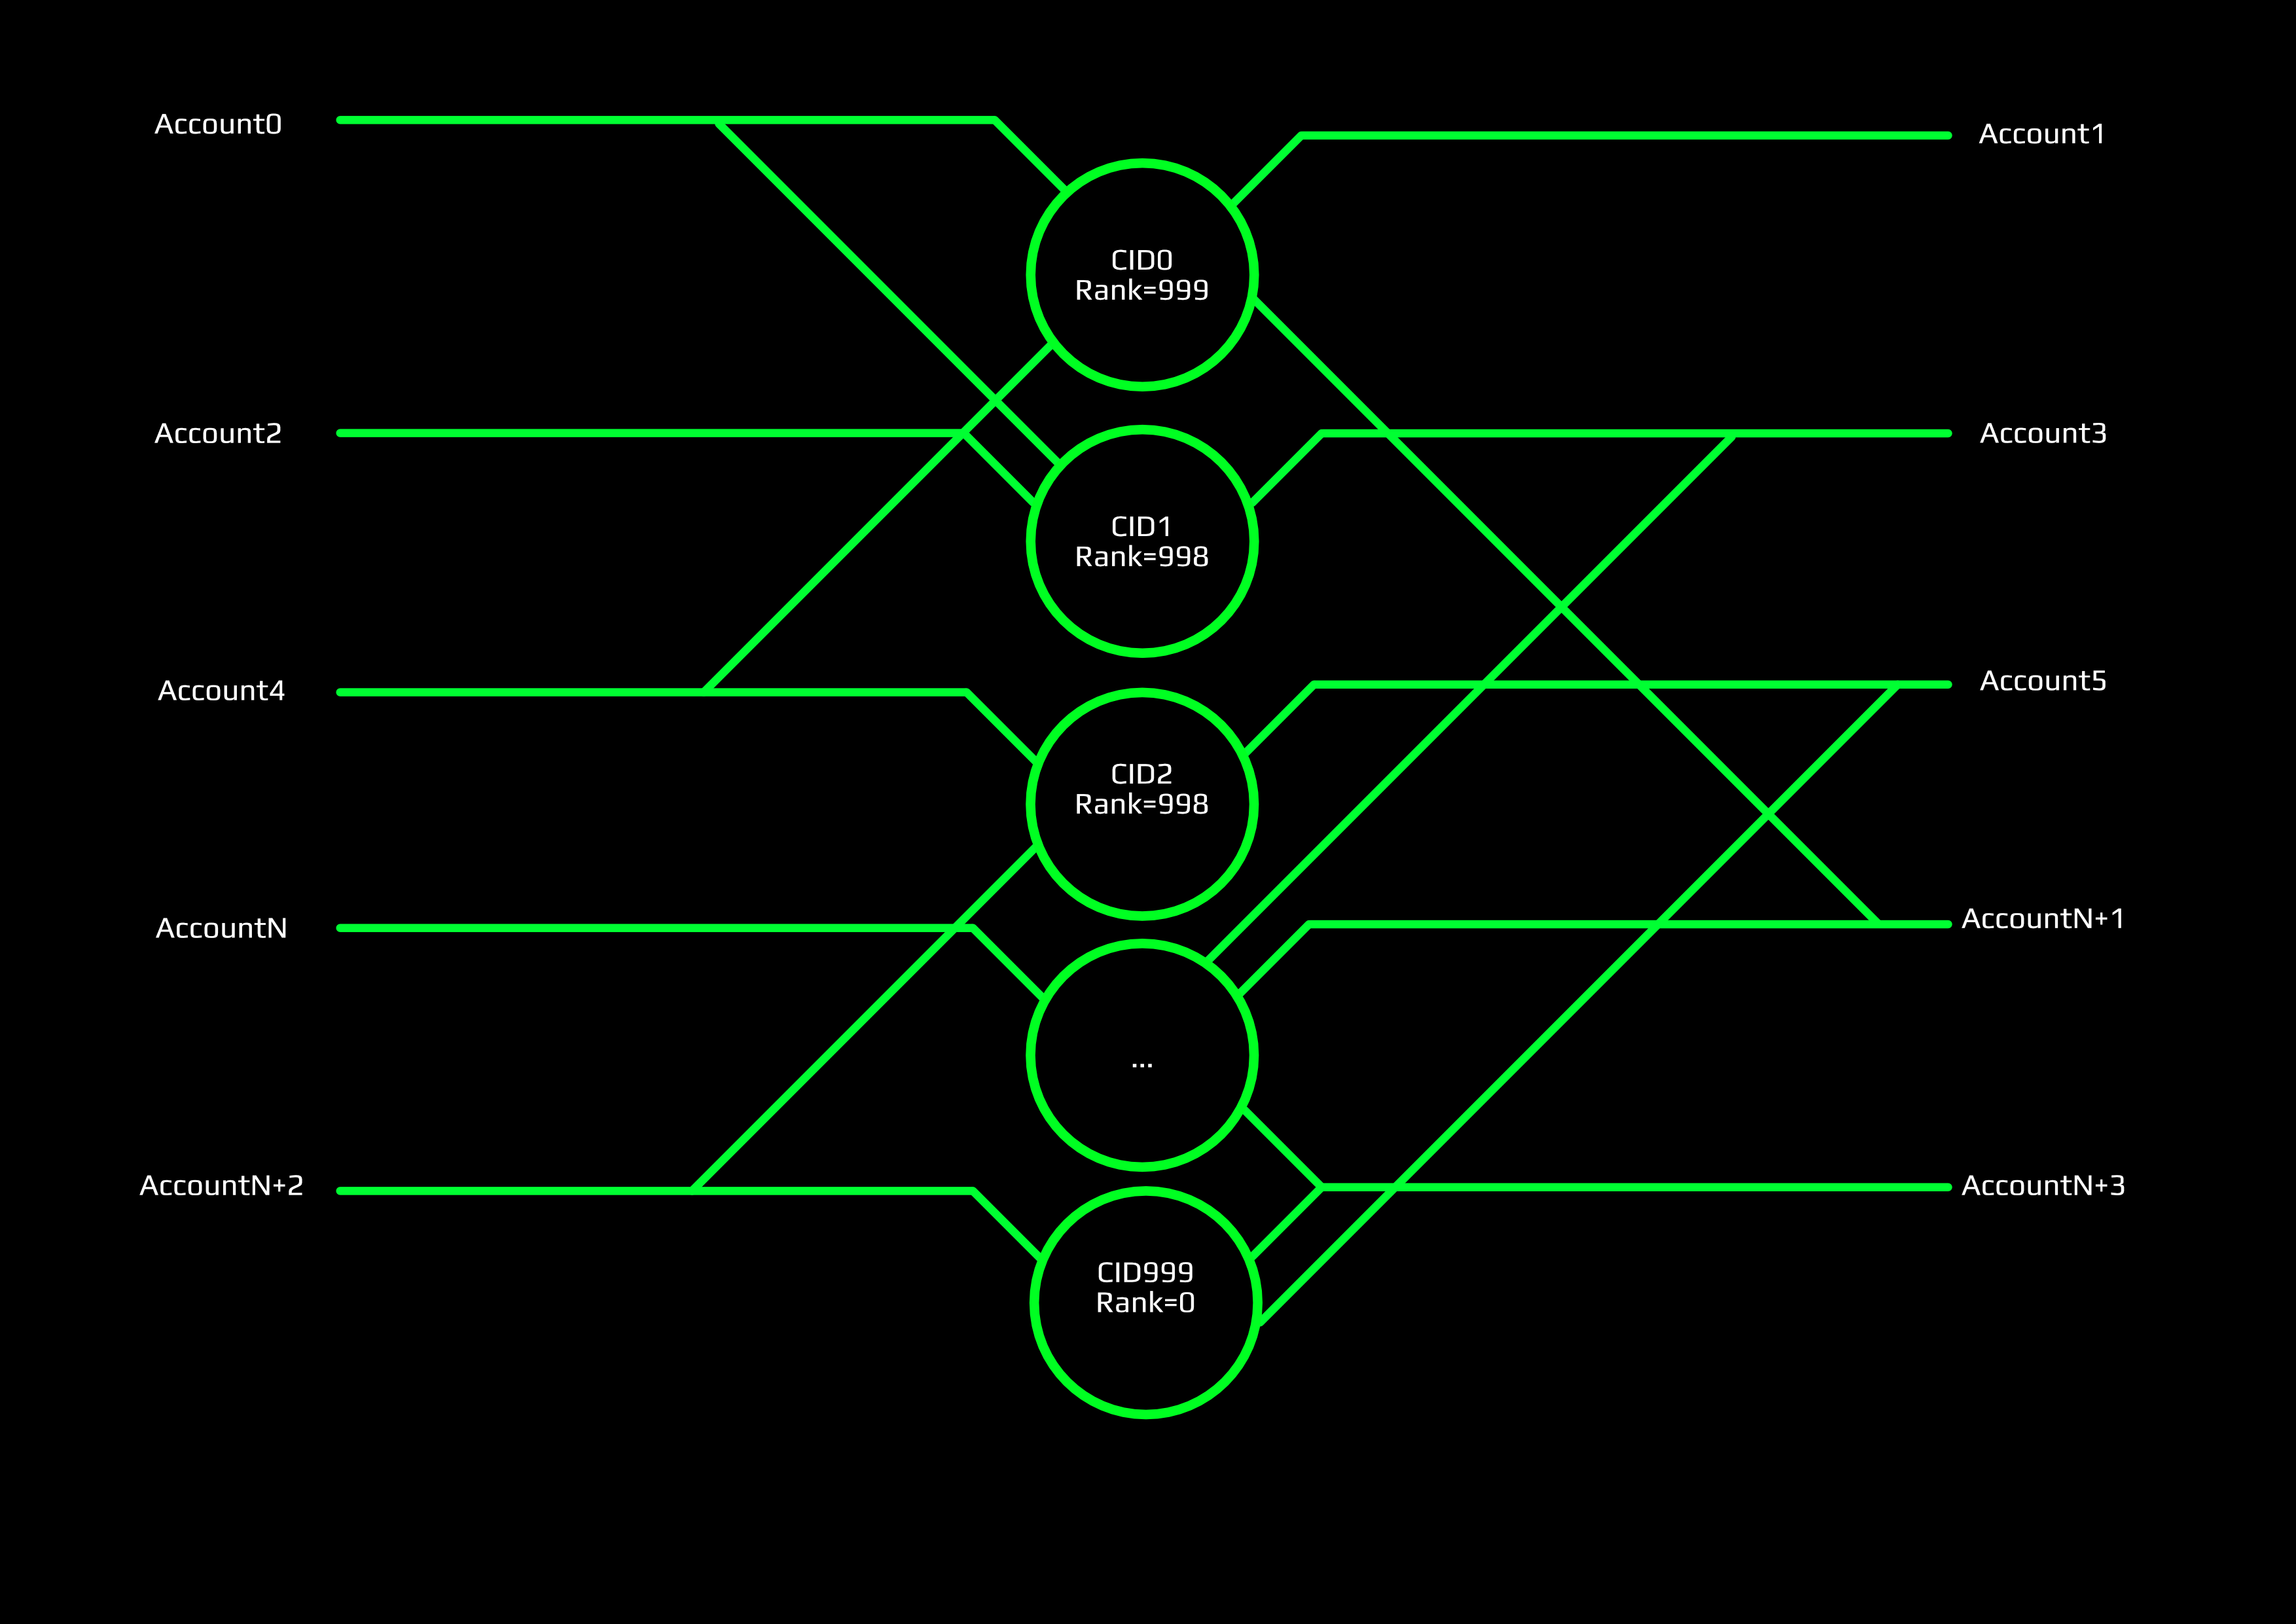 Account0
Account1
CID0
Rank=999
Account2
Account3
CID1
Rank=998
Account4
Account5
CID2
Rank=998
AccountN
AccountN+1
...
AccountN+2
AccountN+3
CID999
Rank=0